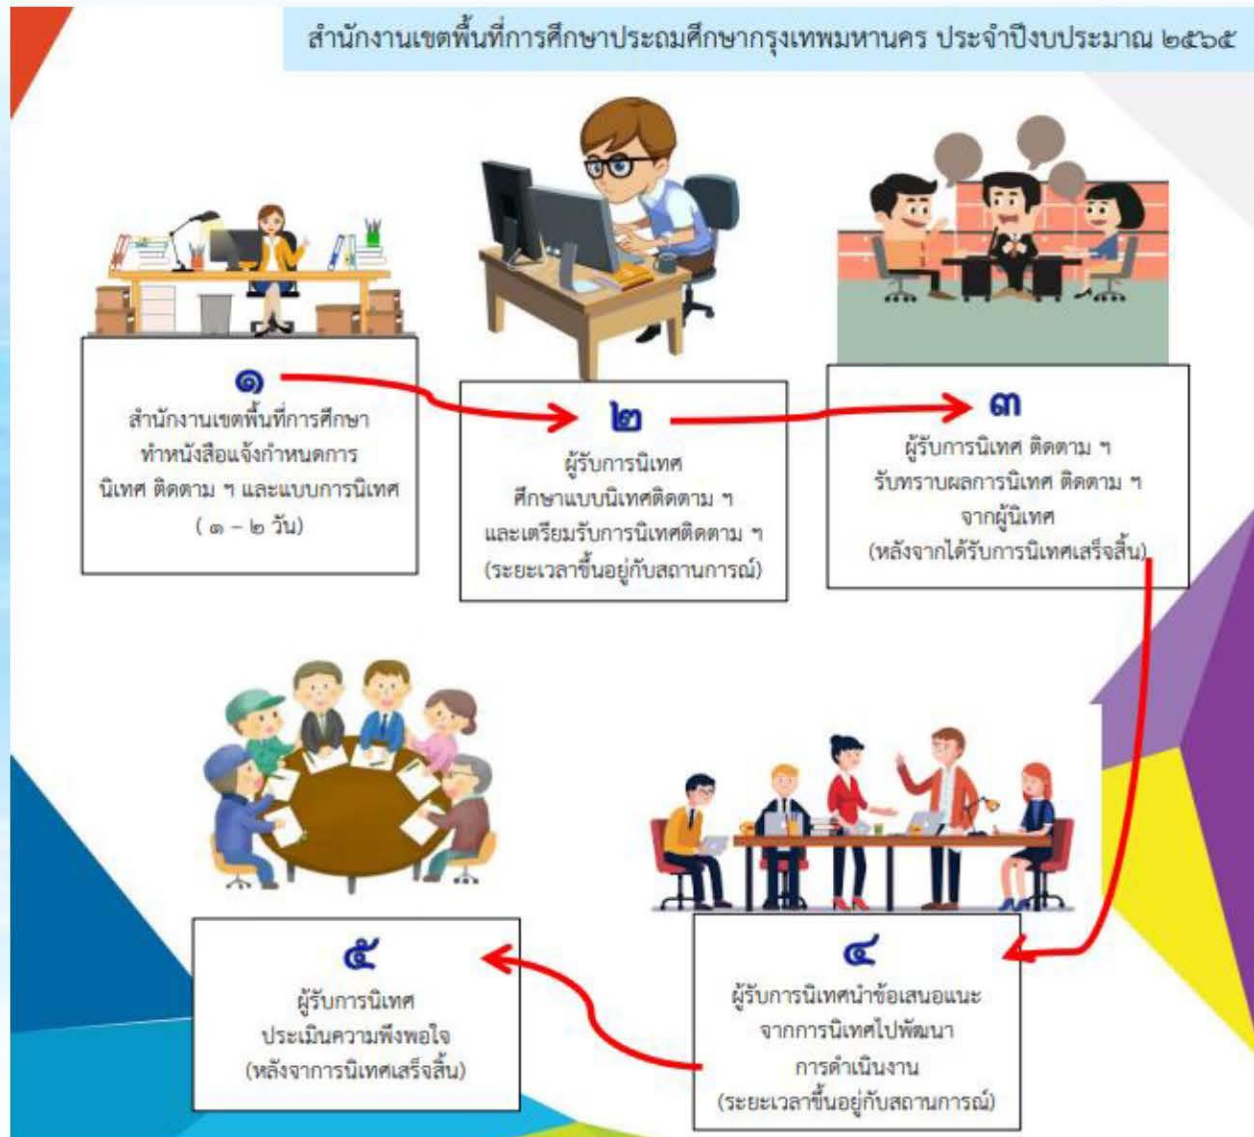 สำนักงานเขตพื้นที่การศึกษาประถมศึกษากรุงเทพมหานคร ประจำปีงบประมาณ ๒๕๖๕
๑
สำนักงานเขตพื้นที่การศึกษา
ทำหนังสือแจ้งกำหนดการ
นิเทศ ติดตาม ฯ และแบบการนิเทศ
( ๑ – ๒ วัน)
๒
ผู้รับการนิเทศ
ศึกษาแบบนิเทศติดตาม ฯ
และเตรียมรับการนิเทศติดตาม ฯ
(ระยะเวลาขึ้นอยู่กับสถานการณ์)
๓
ผู้รับการนิเทศ ติดตาม ฯ
รับทราบผลการนิเทศ ติดตาม ฯ
จากผู้นิเทศ
(หลังจากได้รับการนิเทศเสร็จสิ้น)
๔
ผู้รับการนิเทศนำข้อเสนอแนะ
จากการนิเทศไปพัฒนา
การดำเนินงาน
(ระยะเวลาขึ้นอยู่กับสถานการณ์)
๕
ผู้รับการนิเทศ
ประเมินความพึงพอใจ
(หลังจาการนิเทศเสร็จสิ้น)